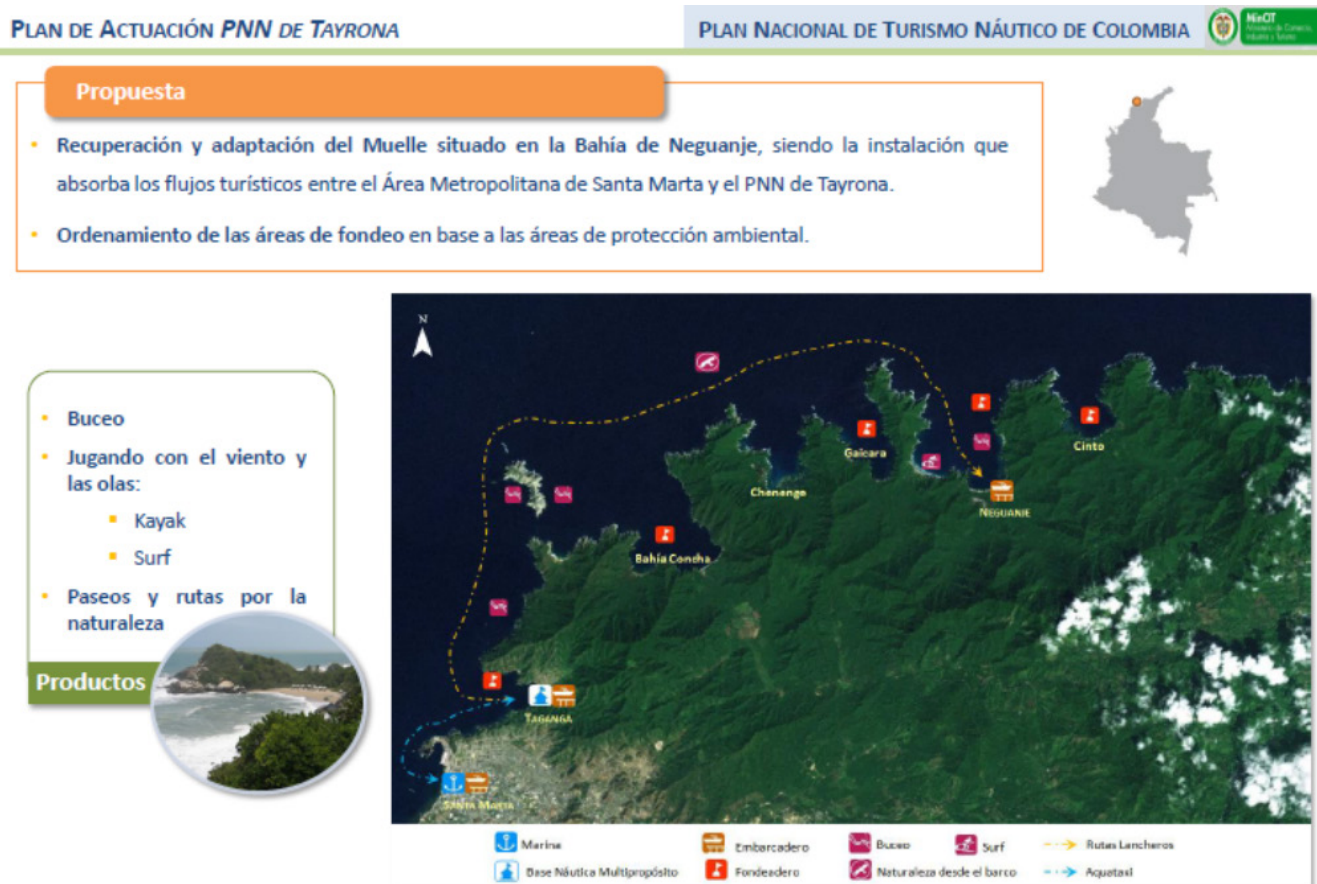 PLAN DE ACTUACIÓN PNN DE TAYRONA
PLAN NACIONAL DE TURISMO NÁUTICO DE COLOMBIA
MinCIT
Ministerio de Comercio,
Industria y Turismo
Propuesta
• Recuperación y adaptación del Muelle situado en la Bahía de Neguanje, siendo la instalación que
absorba los flujos turísticos entre el Área Metropolitana de Santa Marta y el PNN de Tayrona.
• Ordenamiento de las áreas de fondeo en base a las áreas de protección ambiental.
• Buceo
• Jugando con el viento y
las olas:
▪ Kayak
▪ Surf
• Paseos y rutas por la
naturaleza
Productos
N
Gaicara
Cinto
Chenange
NEGUANJE
Bahía Concha
TAGANGA
SANTA MARTA
Marina
Embarcadero
Buceo
Surf
Rutas Lancheros
Base Náutica Multipropósito
Fondeadero
Naturaleza desde el barco
Aquataxi